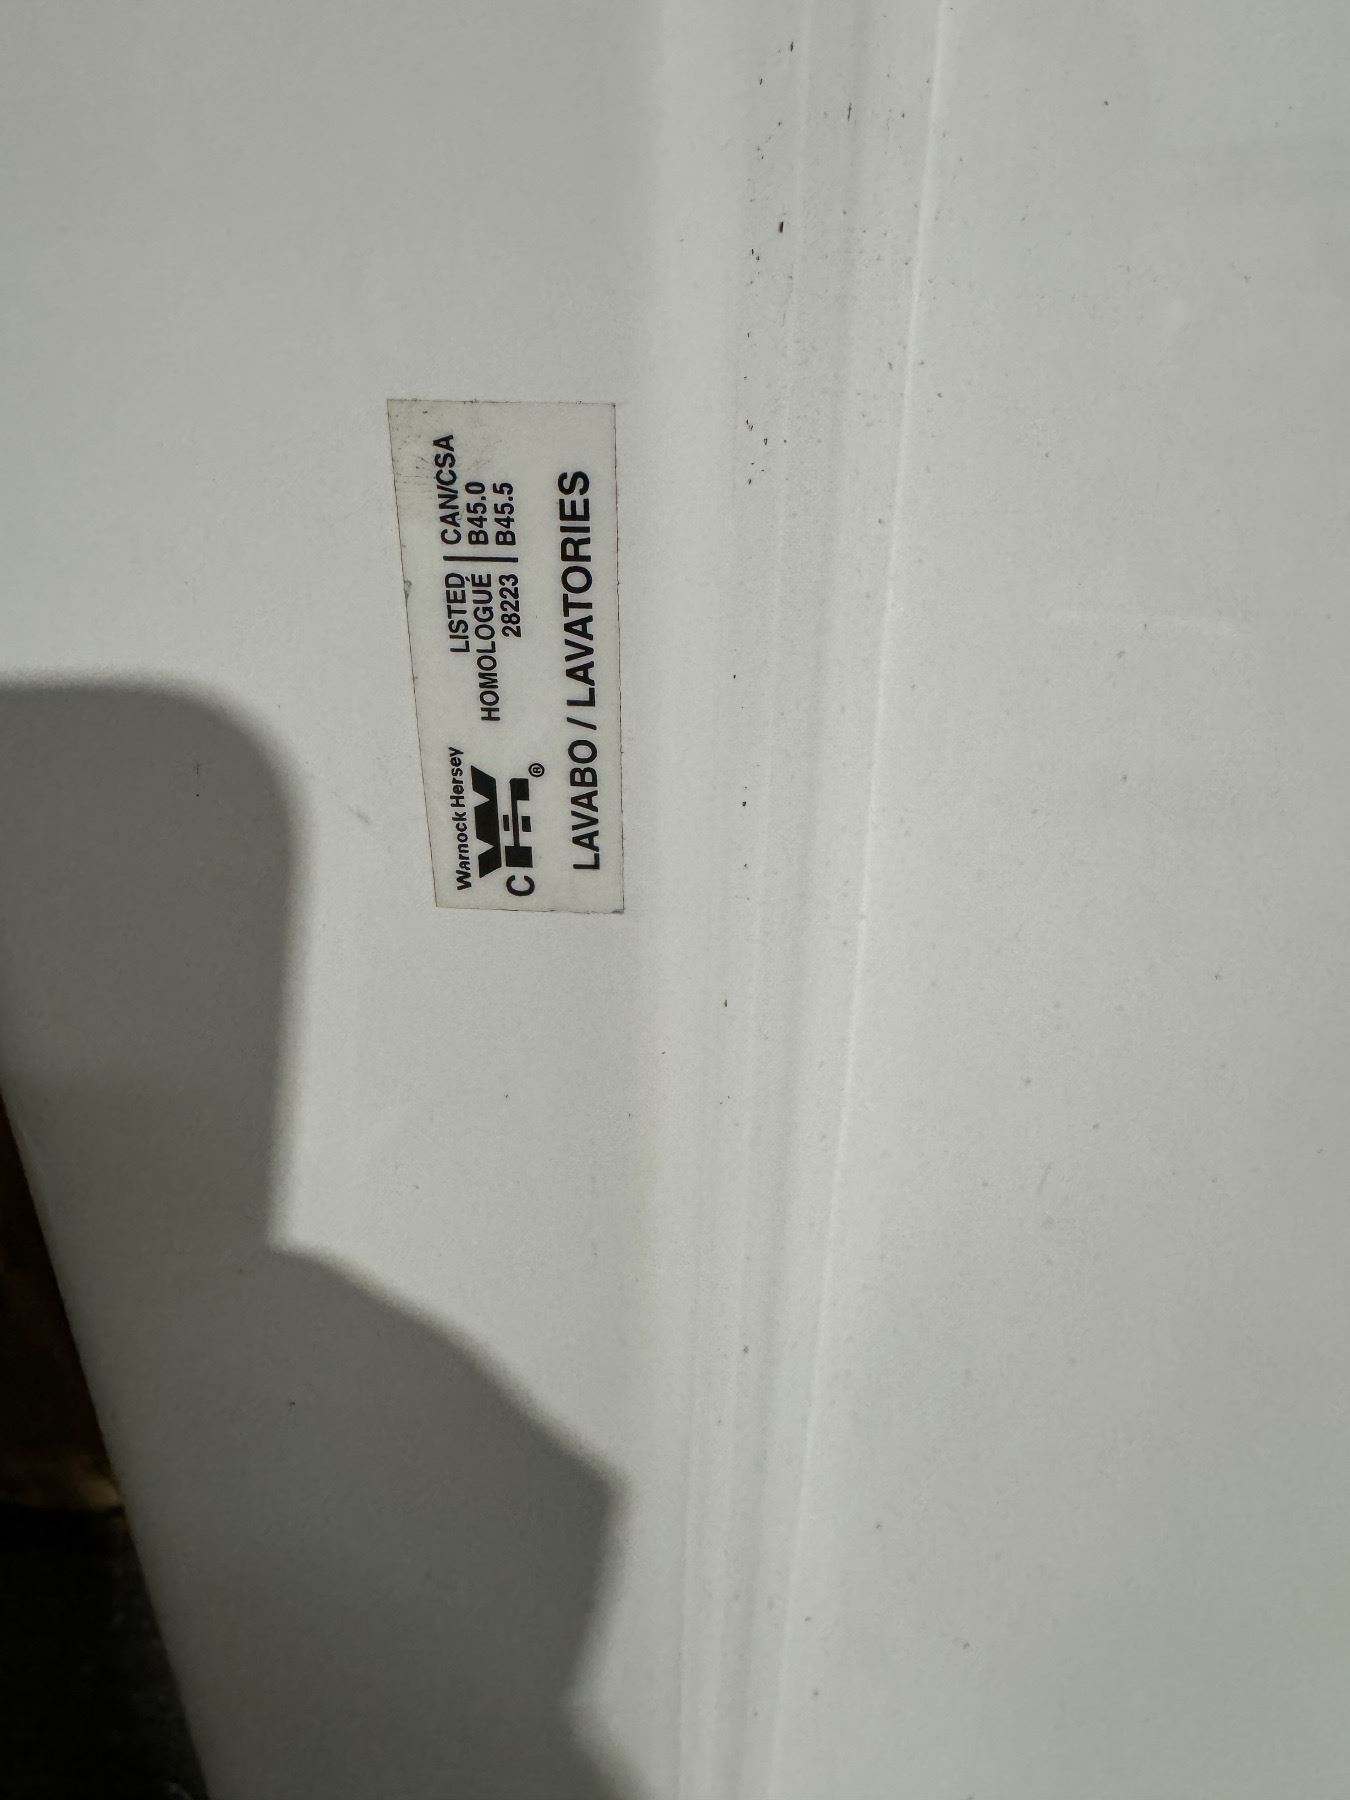 Warnock Hersey
C WH ®
LISTED | CAN/CSA
HOMOLOGUÉ | B45.0
28223 | B45.5
LAVABO / LAVATORIES